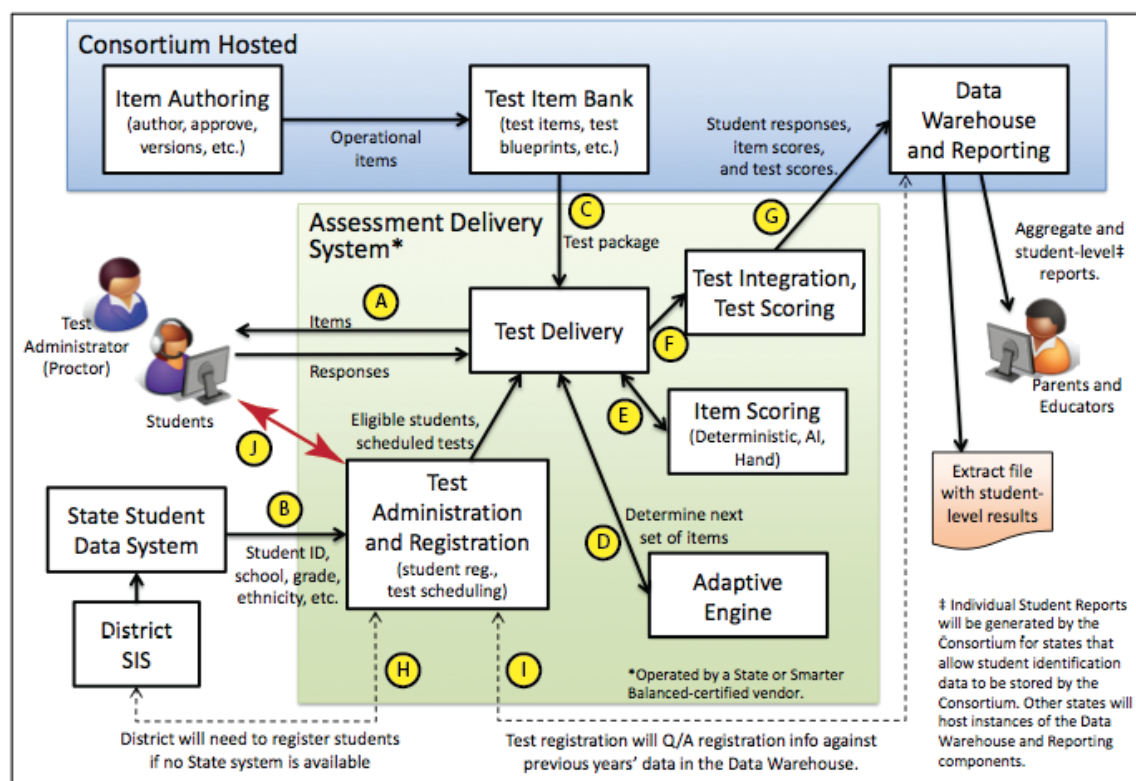 Consortium Hosted
Item Authoring
(author, approve,
versions, etc.)
Operational
items
Test Item Bank
(test items, test
blueprints, etc.)
Student responses,
item scores,
and test scores.
Data
Warehouse
and Reporting
C
Test package
G
Assessment Delivery
System*
Aggregate and
student-level‡
reports.
Test
Administrator
(Proctor)
Students
A
Items
Responses
Test Delivery
F
Test Integration,
Test Scoring
E
Item Scoring
(Deterministic, AI,
Hand)
Parents and
Educators
J
Eligible students,
scheduled tests
State Student
Data System
B
Student ID,
school, grade,
ethnicity, etc.
Test
Administration
and Registration
(student reg.,
test scheduling)
D
Determine next
set of items
Adaptive
Engine
Extract file
with student-
level results
District
SIS
H
I
*Operated by a State or Smarter
Balanced-certified vendor.
‡ Individual Student Reports
will be generated by the
Consortium for states that
allow student identification
data to be stored by the
Consortium. Other states will
host instances of the Data
Warehouse and Reporting
components.
District will need to register students
if no State system is available
Test registration will Q/A registration info against
previous years’ data in the Data Warehouse.